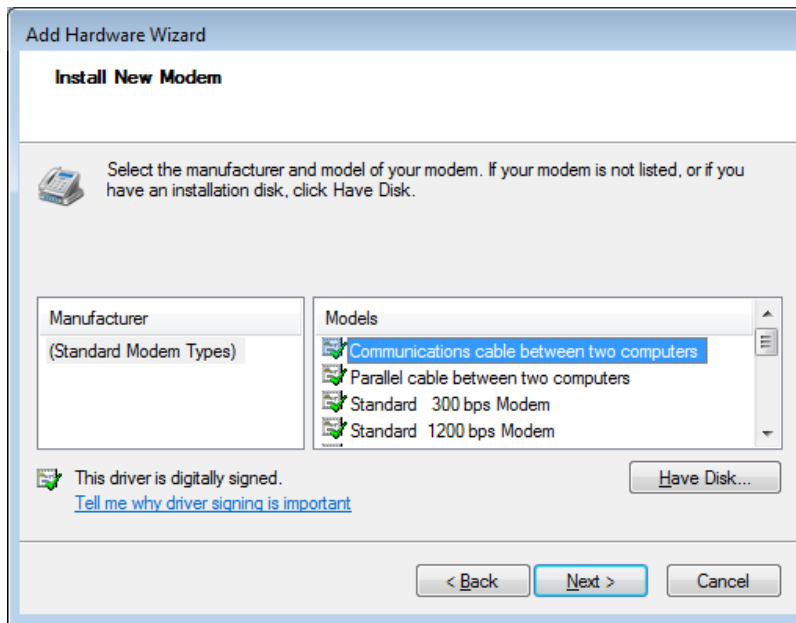 Add Hardware Wizard
Install New Modem
Select the manufacturer and model of your modem. If your modem is not listed, or if you
have an installation disk, click Have Disk.
Manufacturer
(Standard Modem Types)
Models
Communications cable between two computers
Parallel cable between two computers
Standard 300 bps Modem
Standard 1200 bps Modem
This driver is digitally signed.
Tell me why driver signing is important
Have Disk...
< Back
Next >
Cancel